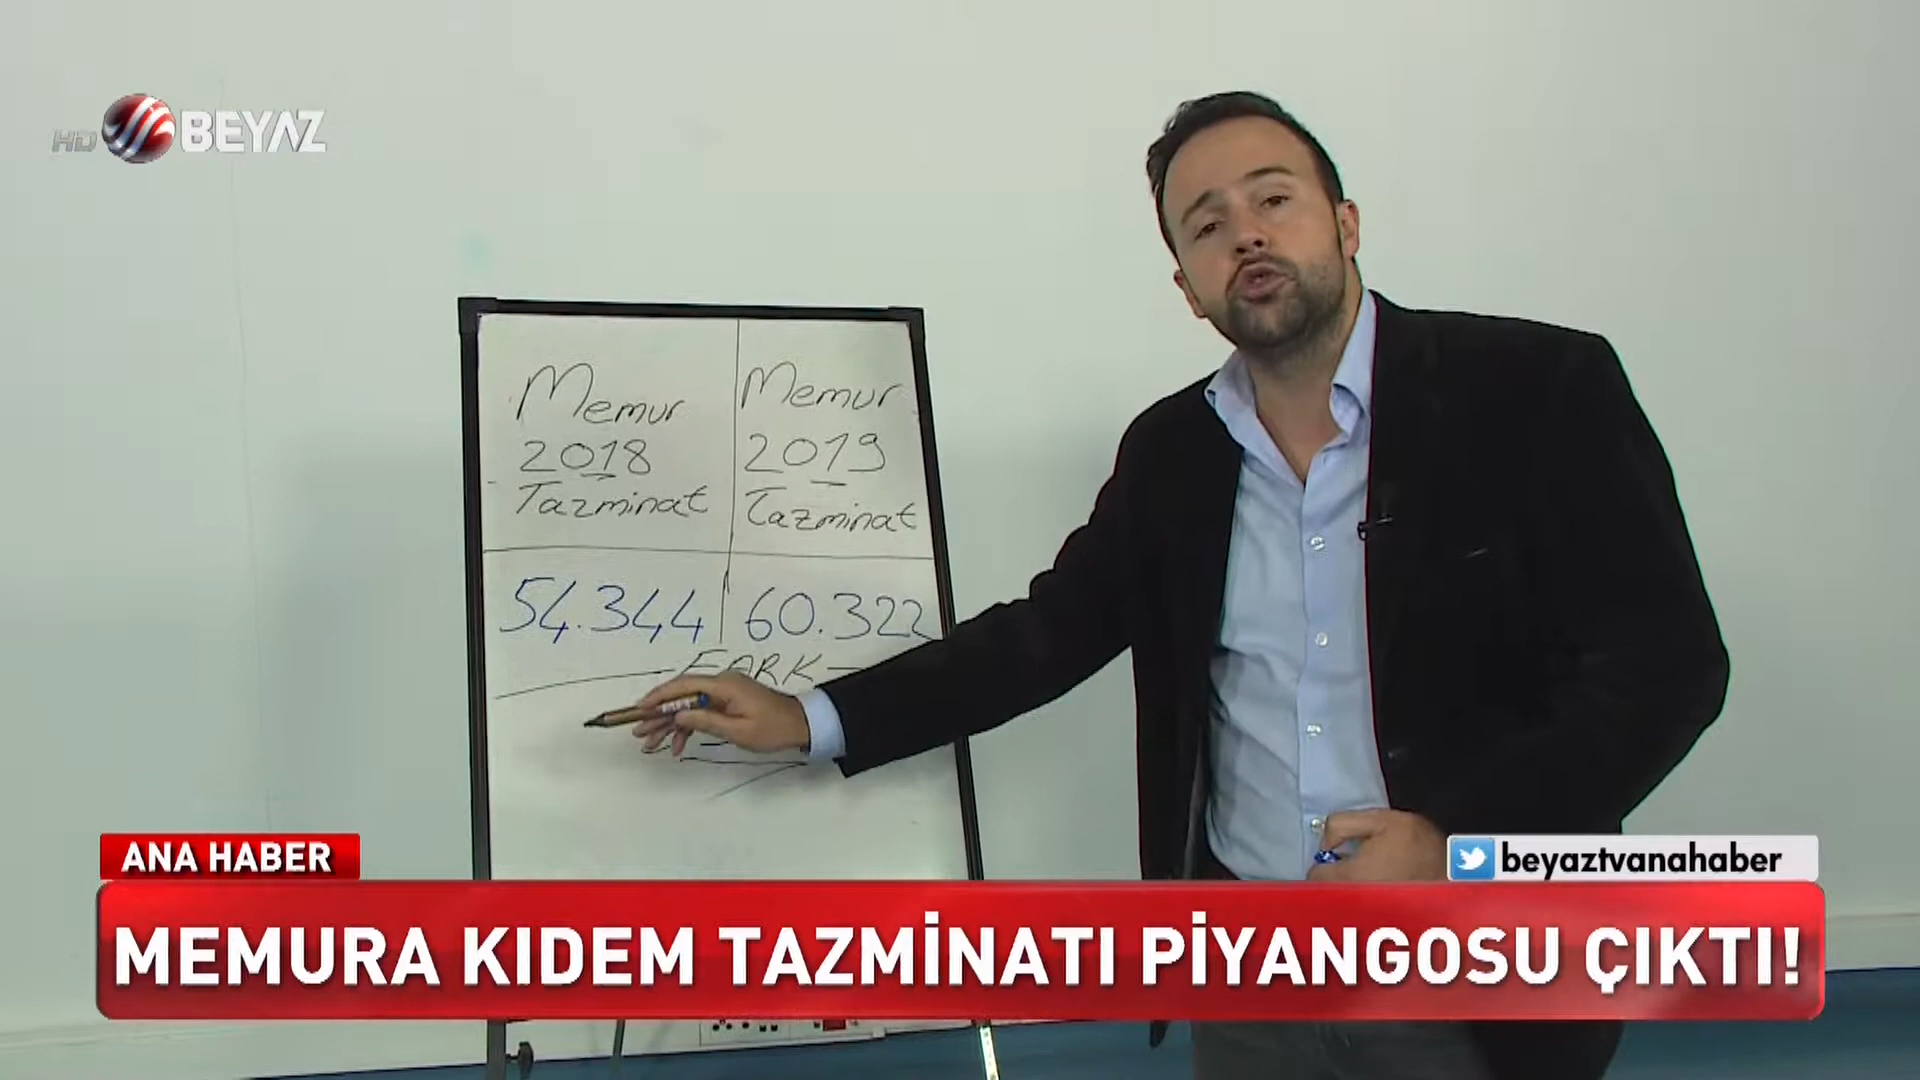 HD BEYAZ
Memur
2018
Tazminat
Memur
2019
Tazminat
54.344
60.322
FARK
ANA HABER
beyaztvanahaber
MEMURA KIDEM TAZMİNATI PİYANGOSU ÇIKTI!